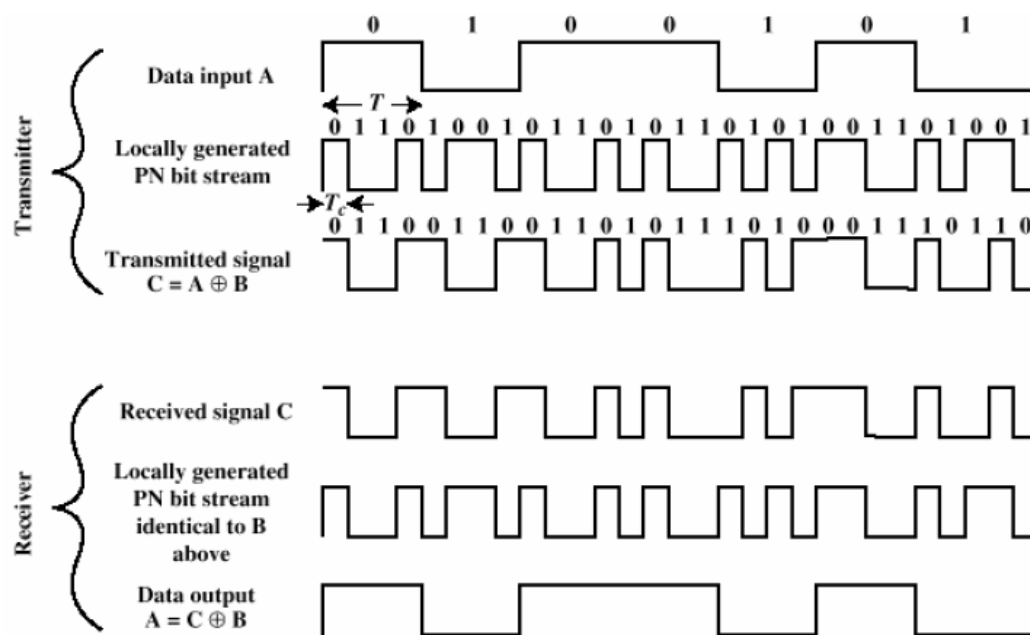 0 1 0 0 1 0 1
Data input A
T
0 1 1 0 1 0 0 1 0 1 1 0 1 0 1 1 0 1 0 1 0 0 1 1 0 1 0 0 1
Locally generated
PN bit stream
Tc
0 1 1 0 0 1 1 0 0 1 1 0 1 0 1 1 1 0 1 0 0 0 1 1 1 0 1 1 0
Transmitted signal
C = A ⊕ B
Transmitter
Received signal C
Locally generated
PN bit stream
identical to B
above
Data output
A = C ⊕ B
Receiver